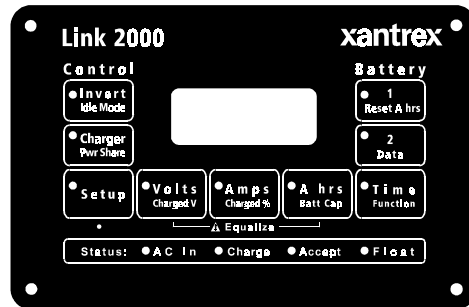 Link 2000 xantrex
Control Battery
Invert
Idle Mode
1
Reset A hrs
Charger
Pwr Share
2
Data
Setup
Volts
Charged V
Amps
Charged %
A hrs
Batt Cap
Time
Function
⚠ Equalize
Status: AC In Charge Accept Float